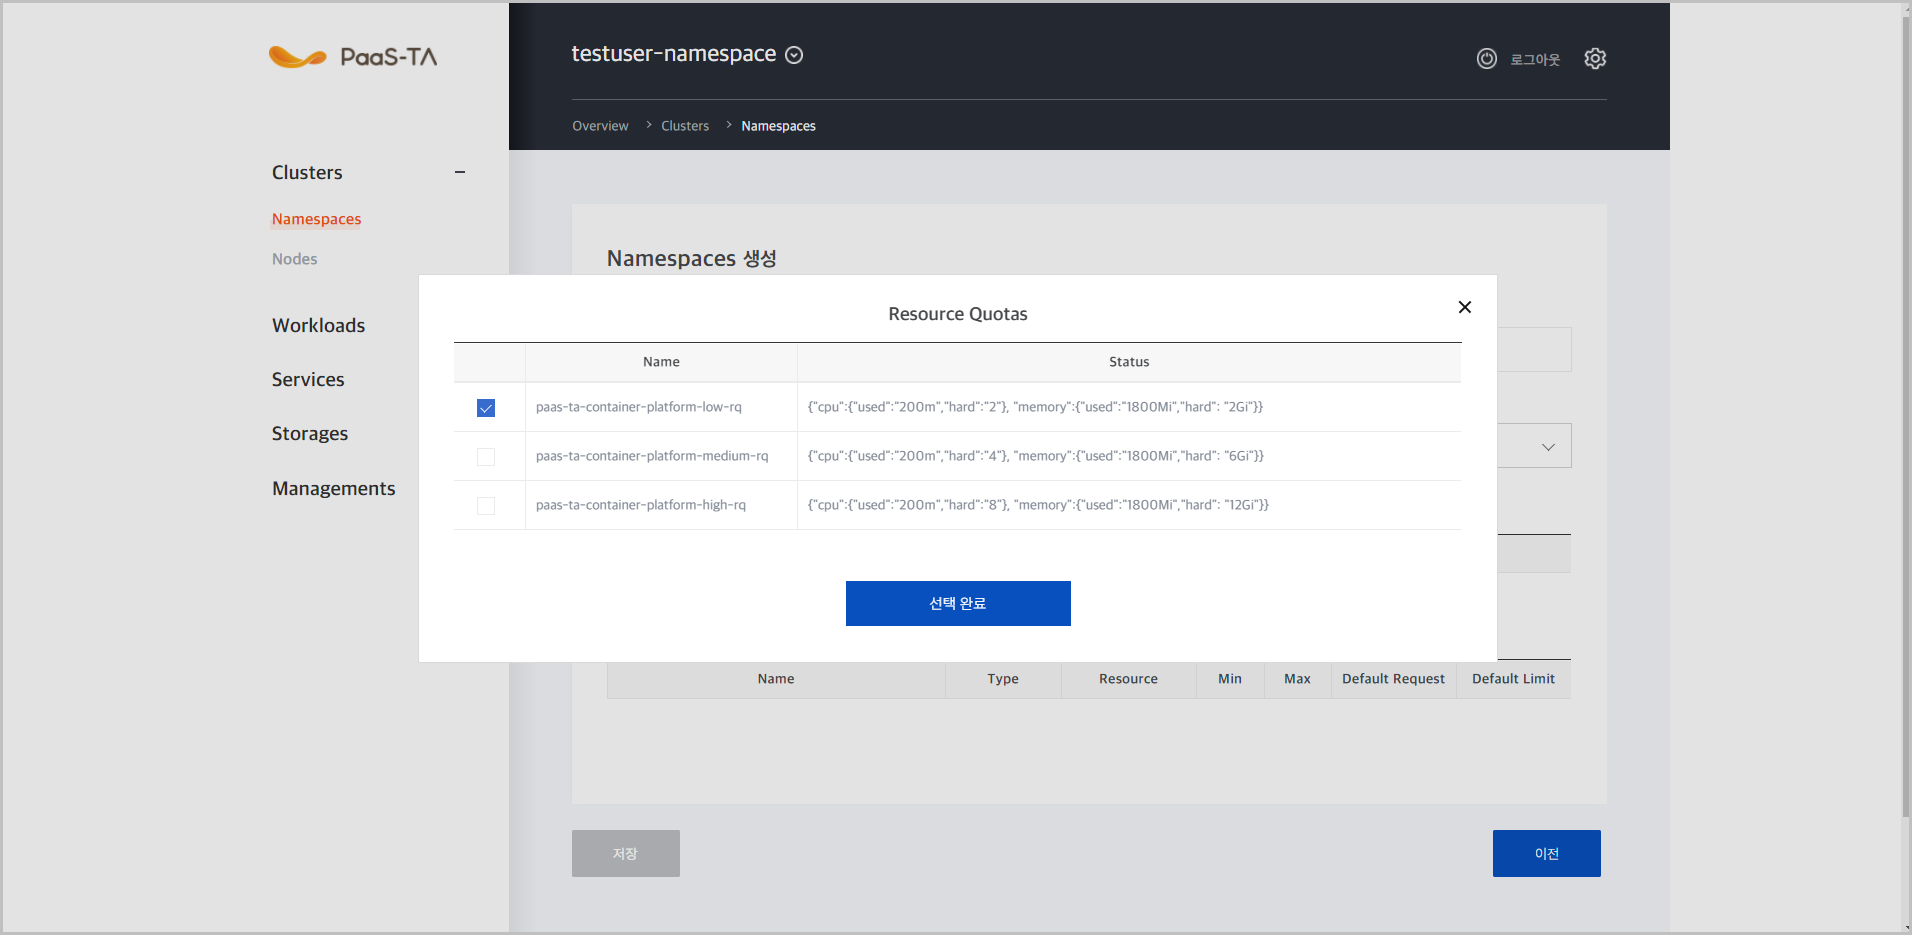 PaaS-TA
testuser-namespace
로그아웃
Overview > Clusters > Namespaces
Clusters
Namespaces
Nodes
Workloads
Services
Storages
Managements
Namespaces 생성
Resource Quotas
Name Status
paas-ta-container-platform-low-rq {"cpu":{"used":"200m","hard":"2"}, "memory":{"used":"1800Mi","hard": "2Gi"}}
paas-ta-container-platform-medium-rq {"cpu":{"used":"200m","hard":"4"}, "memory":{"used":"1800Mi","hard": "6Gi"}}
paas-ta-container-platform-high-rq {"cpu":{"used":"200m","hard":"8"}, "memory":{"used":"1800Mi","hard": "12Gi"}}
선택 완료
Name Type Resource Min Max Default Request Default Limit
저장 이전